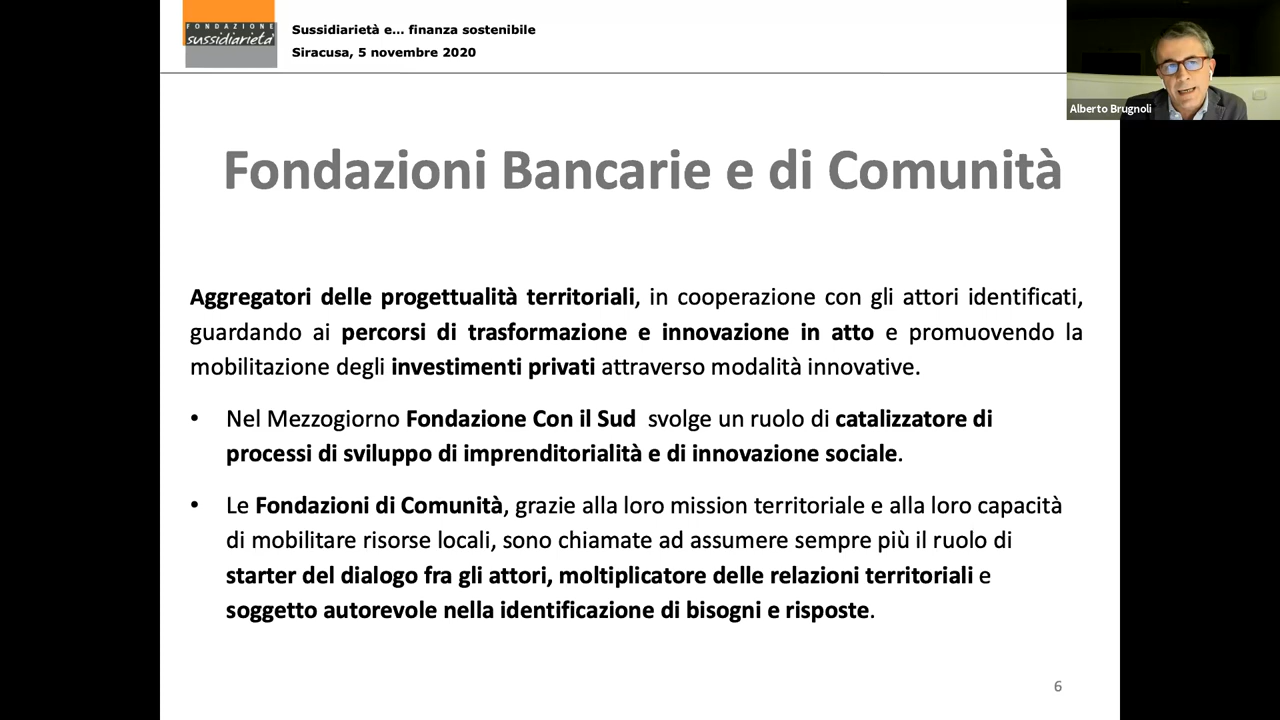 FONDAZIONE
sussidiarietà
Sussidiarietà e... finanza sostenibile
Siracusa, 5 novembre 2020
Alberto Brugnoli
Fondazioni Bancarie e di Comunità
Aggregatori delle progettualità territoriali, in cooperazione con gli attori identificati,
guardando ai percorsi di trasformazione e innovazione in atto e promuovendo la
mobilitazione degli investimenti privati attraverso modalità innovative.
• Nel Mezzogiorno Fondazione Con il Sud svolge un ruolo di catalizzatore di
processi di sviluppo di imprenditorialità e di innovazione sociale.
• Le Fondazioni di Comunità, grazie alla loro mission territoriale e alla loro capacità
di mobilitare risorse locali, sono chiamate ad assumere sempre più il ruolo di
starter del dialogo fra gli attori, moltiplicatore delle relazioni territoriali e
soggetto autorevole nella identificazione di bisogni e risposte.
6